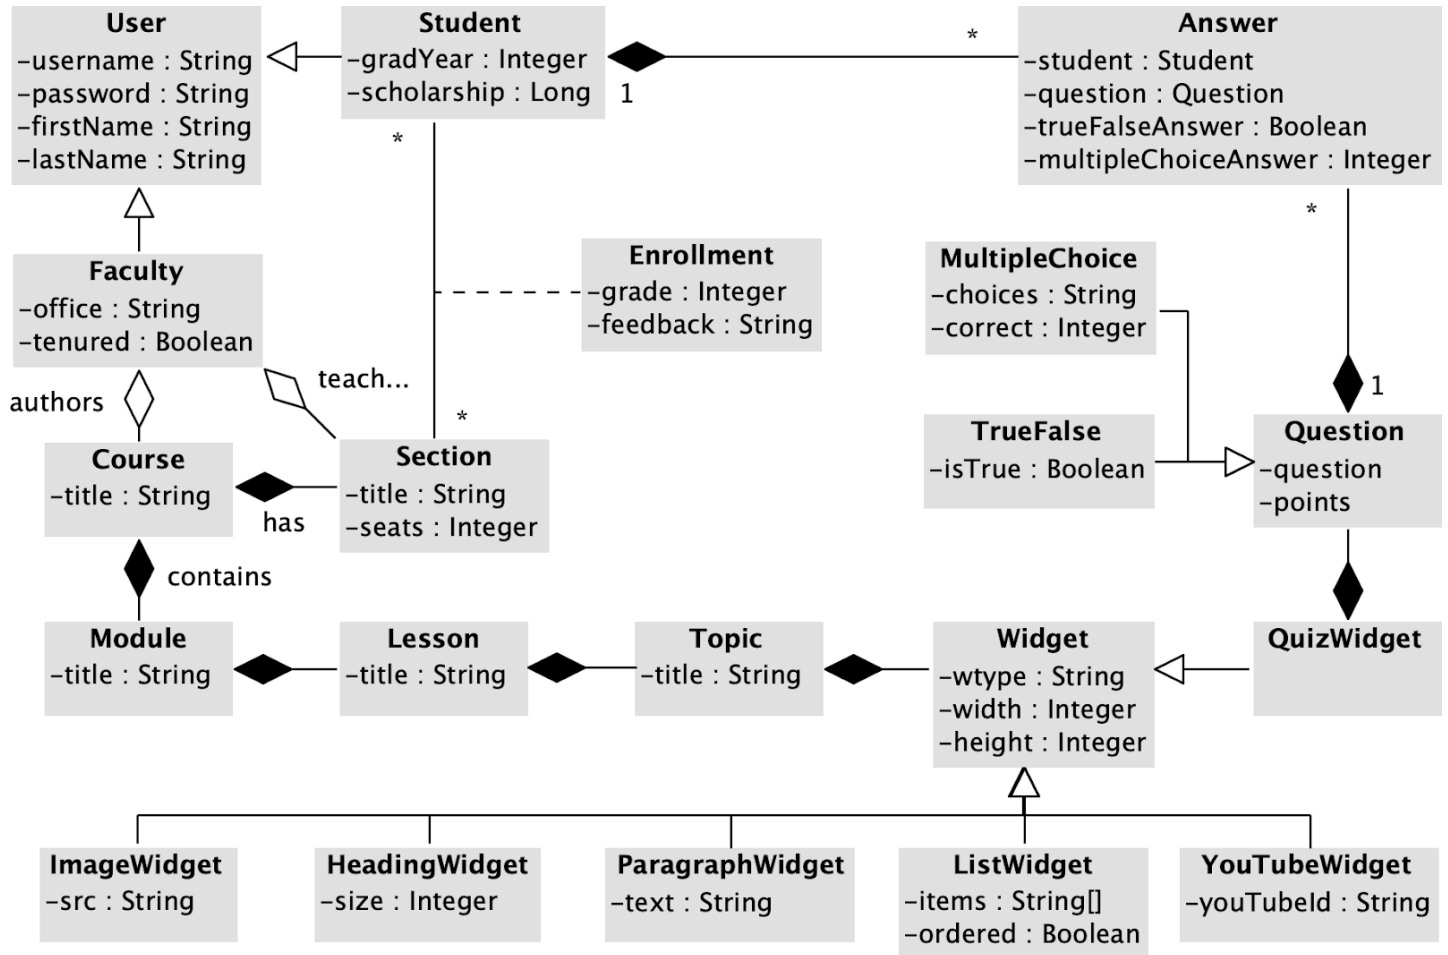 User
-username : String
-password : String
-firstName : String
-lastName : String
Student
-gradYear : Integer
-scholarship : Long
1
*
Answer
-student : Student
-question : Question
-trueFalseAnswer : Boolean
-multipleChoiceAnswer : Integer
*
*
Faculty
-office : String
-tenured : Boolean
Enrollment
-grade : Integer
-feedback : String
MultipleChoice
-choices : String
-correct : Integer
authors
teach...
*
1
Course
-title : String
has
Section
-title : String
-seats : Integer
TrueFalse
-isTrue : Boolean
Question
-question
-points
contains
Module
-title : String
Lesson
-title : String
Topic
-title : String
Widget
-wtype : String
-width : Integer
-height : Integer
QuizWidget
ImageWidget
-src : String
HeadingWidget
-size : Integer
ParagraphWidget
-text : String
ListWidget
-items : String[]
-ordered : Boolean
YouTubeWidget
-youTubeId : String